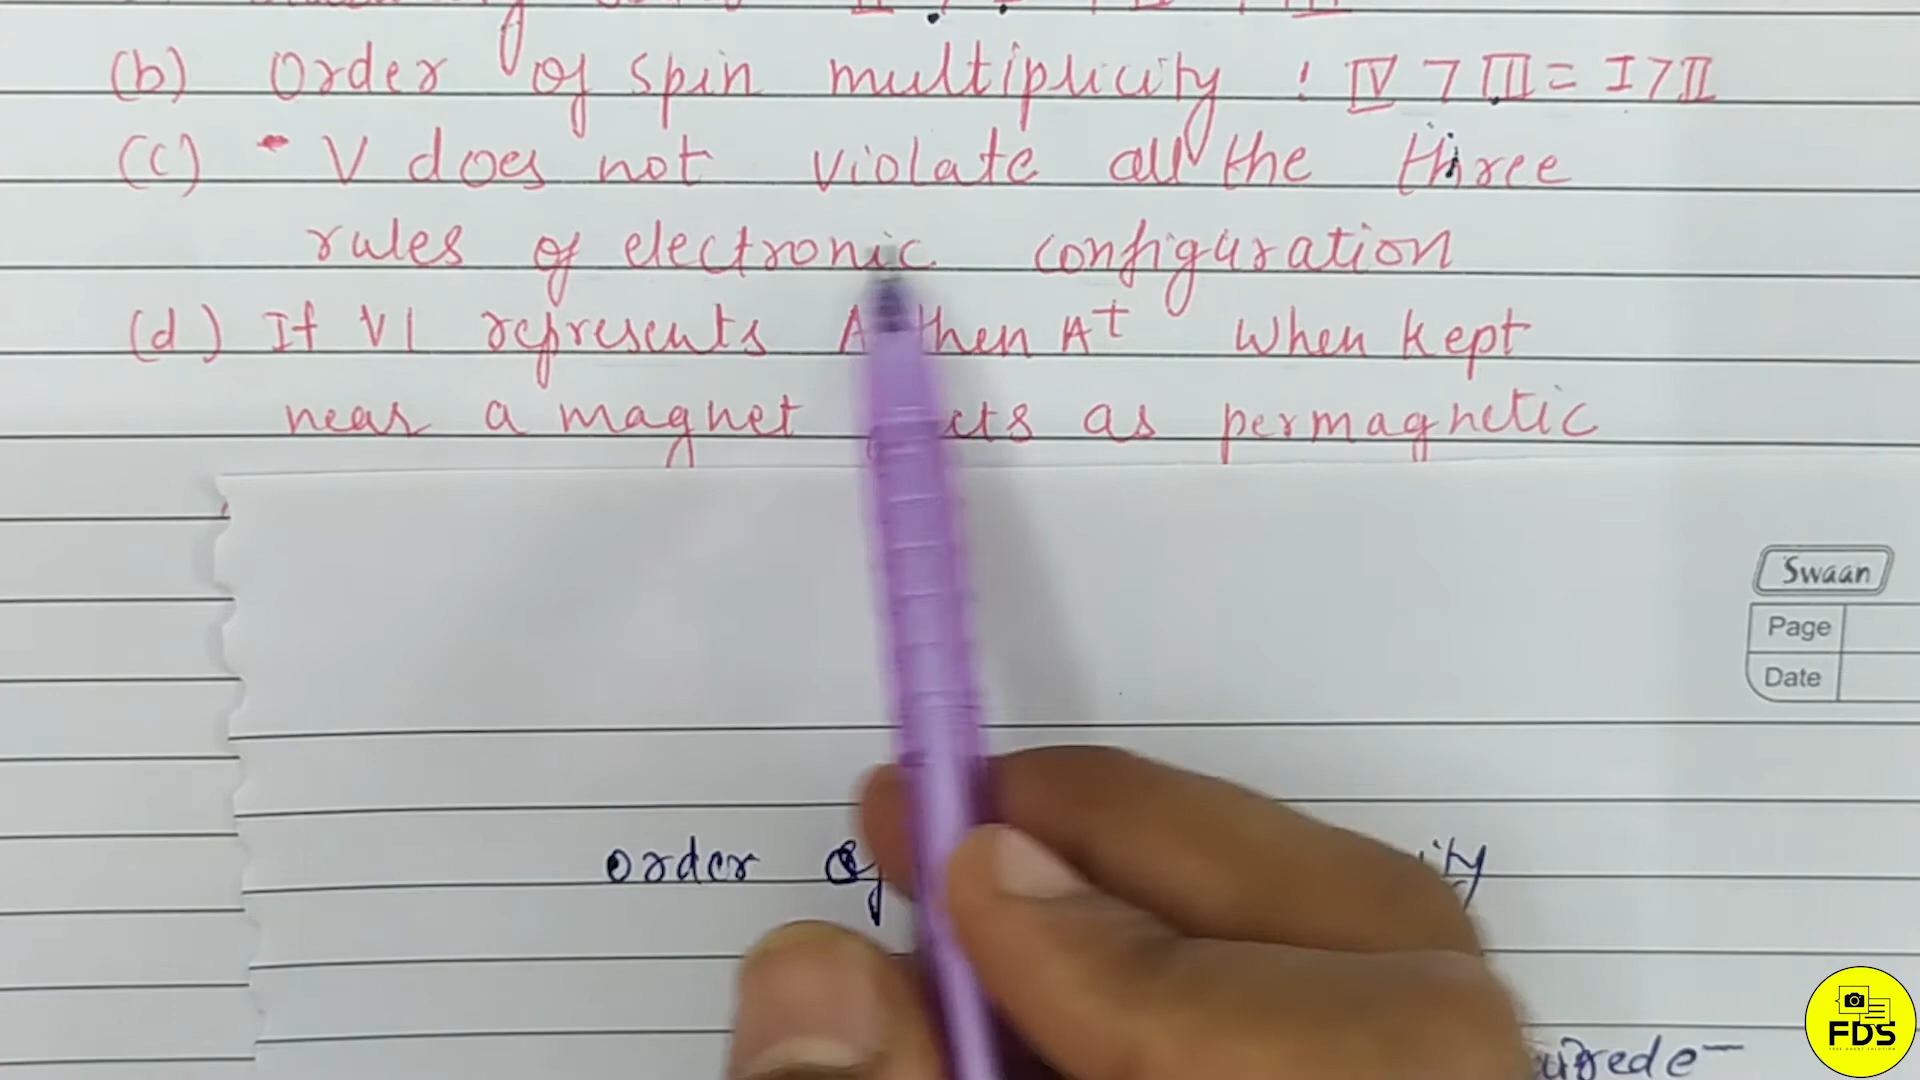 (b) Order of spin multiplicity : IV > III = I > II
(c) - V does not violate all the three
rules of electronic configuration
(d) If VI represents A then A+ when kept
near a magnet acts as permagnetic
Swaan
Page
Date
order of
FDS